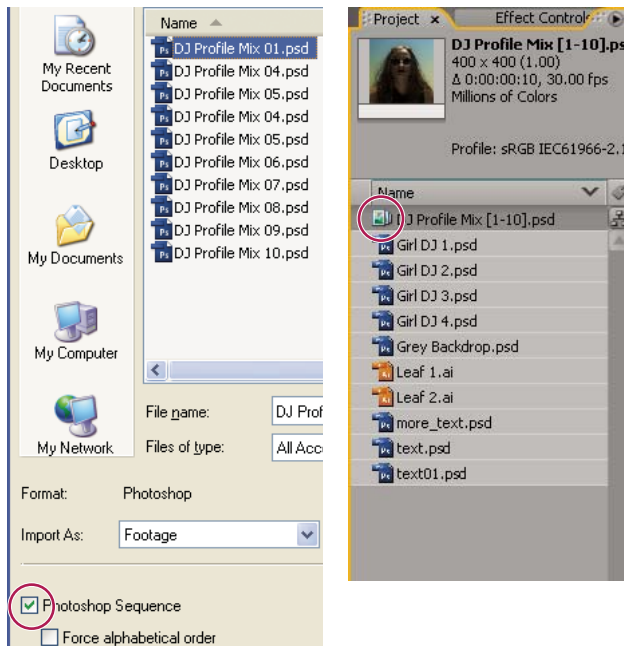 Name
DJ Profile Mix 01.psd
DJ Profile Mix 04.psd
DJ Profile Mix 05.psd
DJ Profile Mix 04.psd
DJ Profile Mix 05.psd
DJ Profile Mix 06.psd
DJ Profile Mix 07.psd
DJ Profile Mix 08.psd
DJ Profile Mix 09.psd
DJ Profile Mix 10.psd
My Recent
Documents
Desktop
My Documents
My Computer
My Network
File name:
DJ Prof
Files of type:
All Acc
Format:
Photoshop
Import As:
Footage
Photoshop Sequence
Force alphabetical order
Project
Effect Controls
DJ Profile Mix [1-10].ps
400 x 400 (1.00)
Δ 0:00:00:10, 30.00 fps
Millions of Colors
Profile: sRGB IEC61966-2.1
Name
DJ Profile Mix [1-10].psd
Girl DJ 1.psd
Girl DJ 2.psd
Girl DJ 3.psd
Girl DJ 4.psd
Grey Backdrop.psd
Leaf 1.ai
Leaf 2.ai
more_text.psd
text.psd
text01.psd